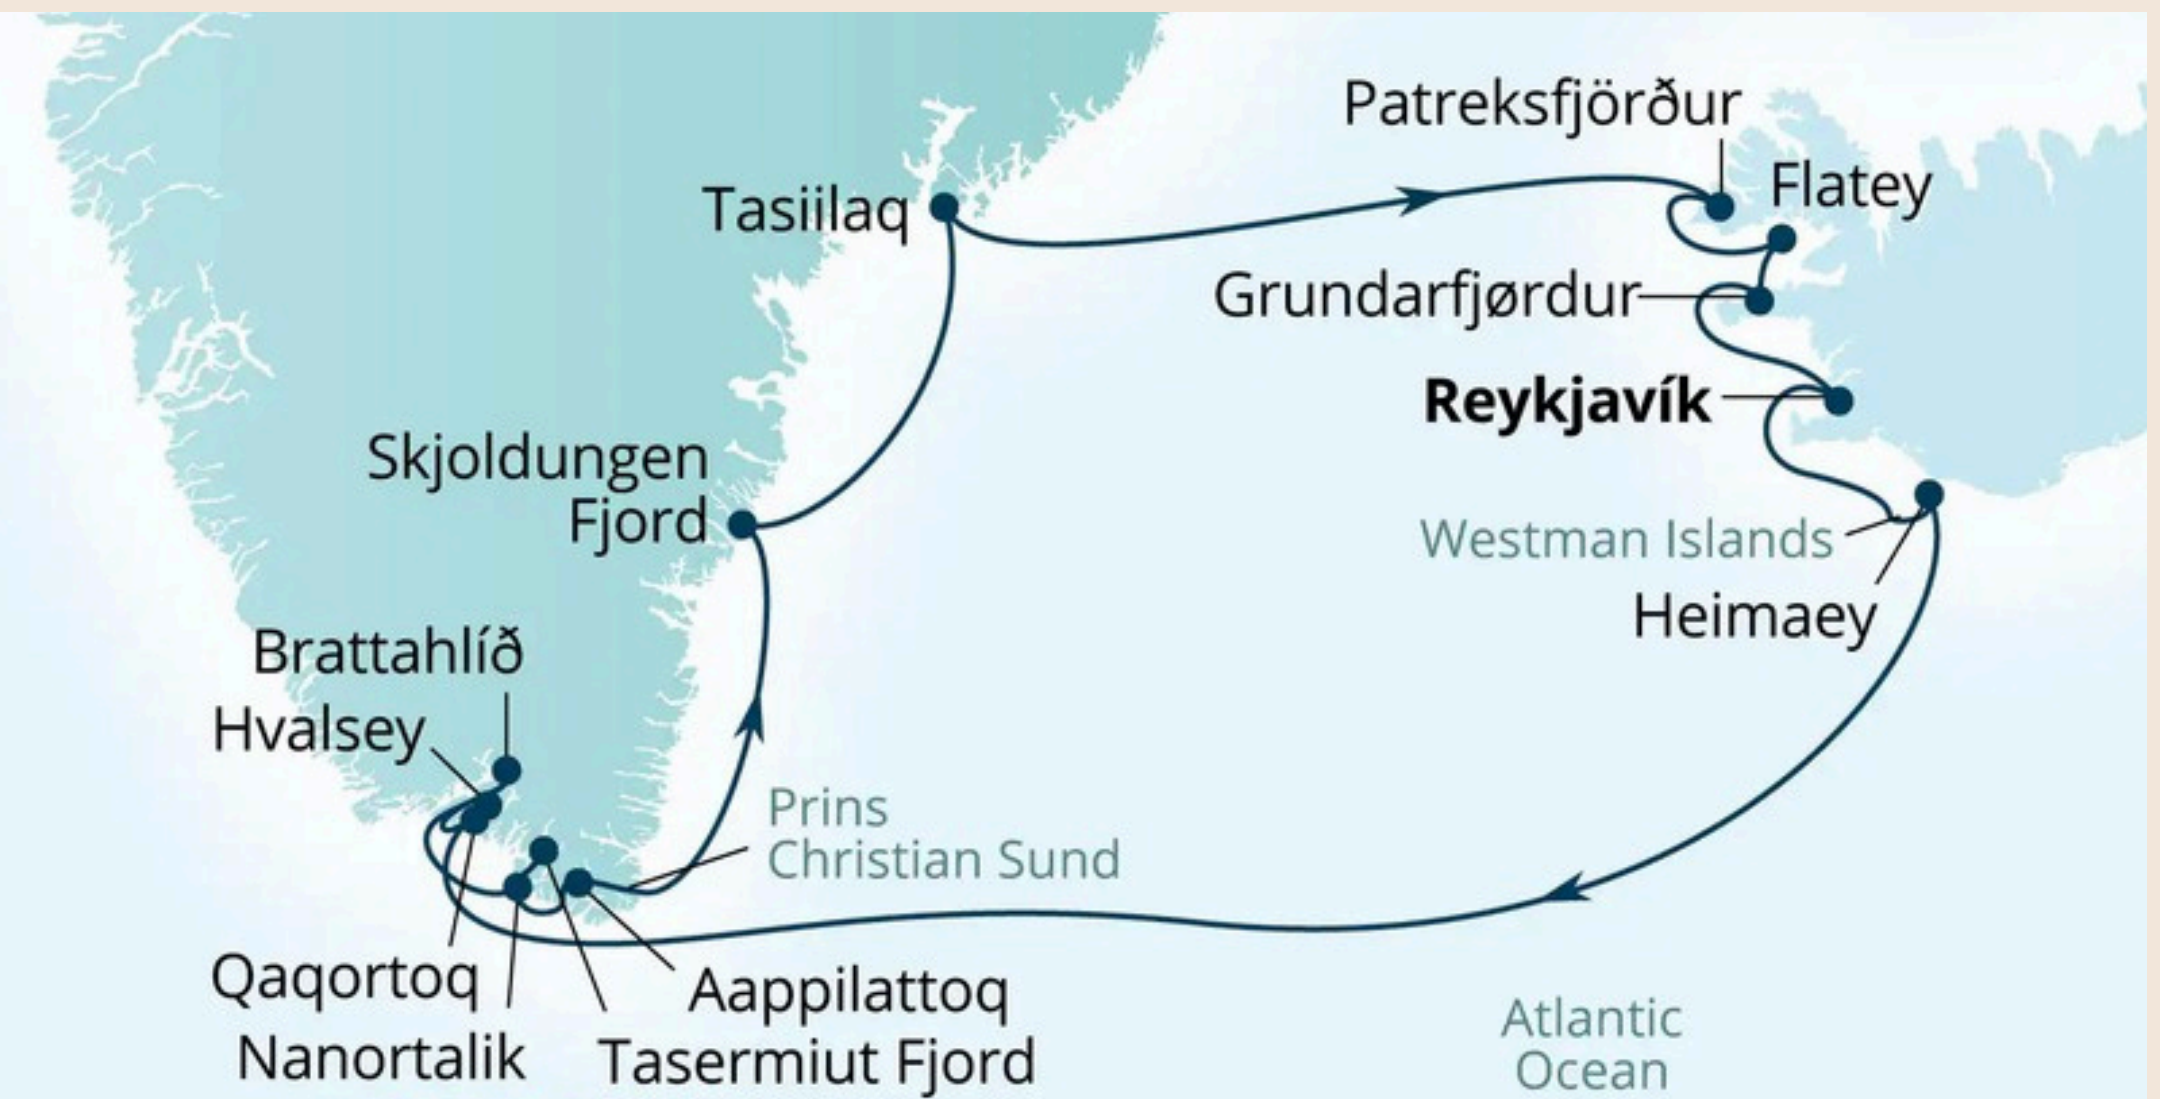 Patreksfjörður
Flatey
Tasiilaq
Grundarfjørdur
Reykjavík
Skjoldungen
Fjord
Westman Islands
Heimaey
Brattahlíð
Hvalsey
Prins
Christian Sund
Qaqortoq
Aappilattoq
Nanortalik
Tasermiut Fjord
Atlantic
Ocean